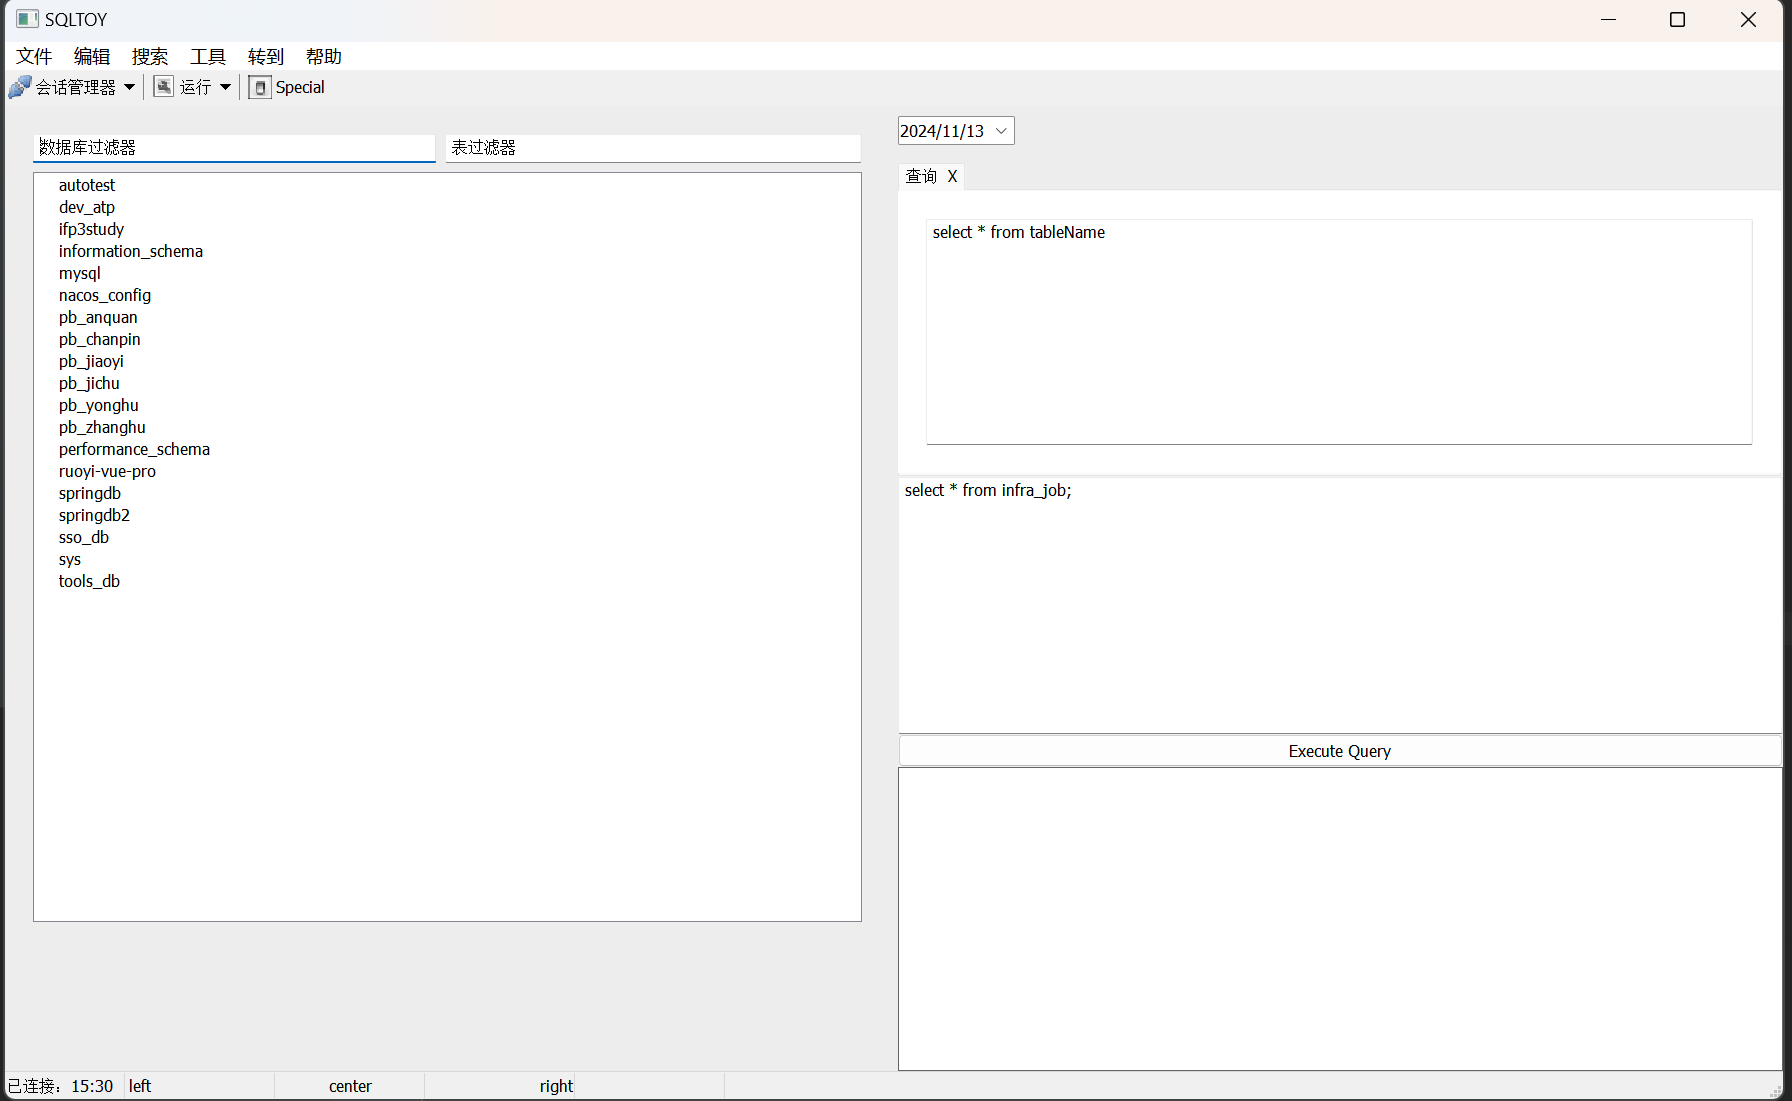 SQLTOY
文件 编辑 搜索 工具 转到 帮助
会话管理器 运行 Special
数据库过滤器 表过滤器
autotest
dev_atp
ifp3study
information_schema
mysql
nacos_config
pb_anquan
pb_chanpin
pb_jiaoyi
pb_jichu
pb_yonghu
pb_zhanghu
performance_schema
ruoyi-vue-pro
springdb
springdb2
sso_db
sys
tools_db
2024/11/13
查询 X
select * from tableName
select * from infra_job;
Execute Query
已连接：15:30 left center right